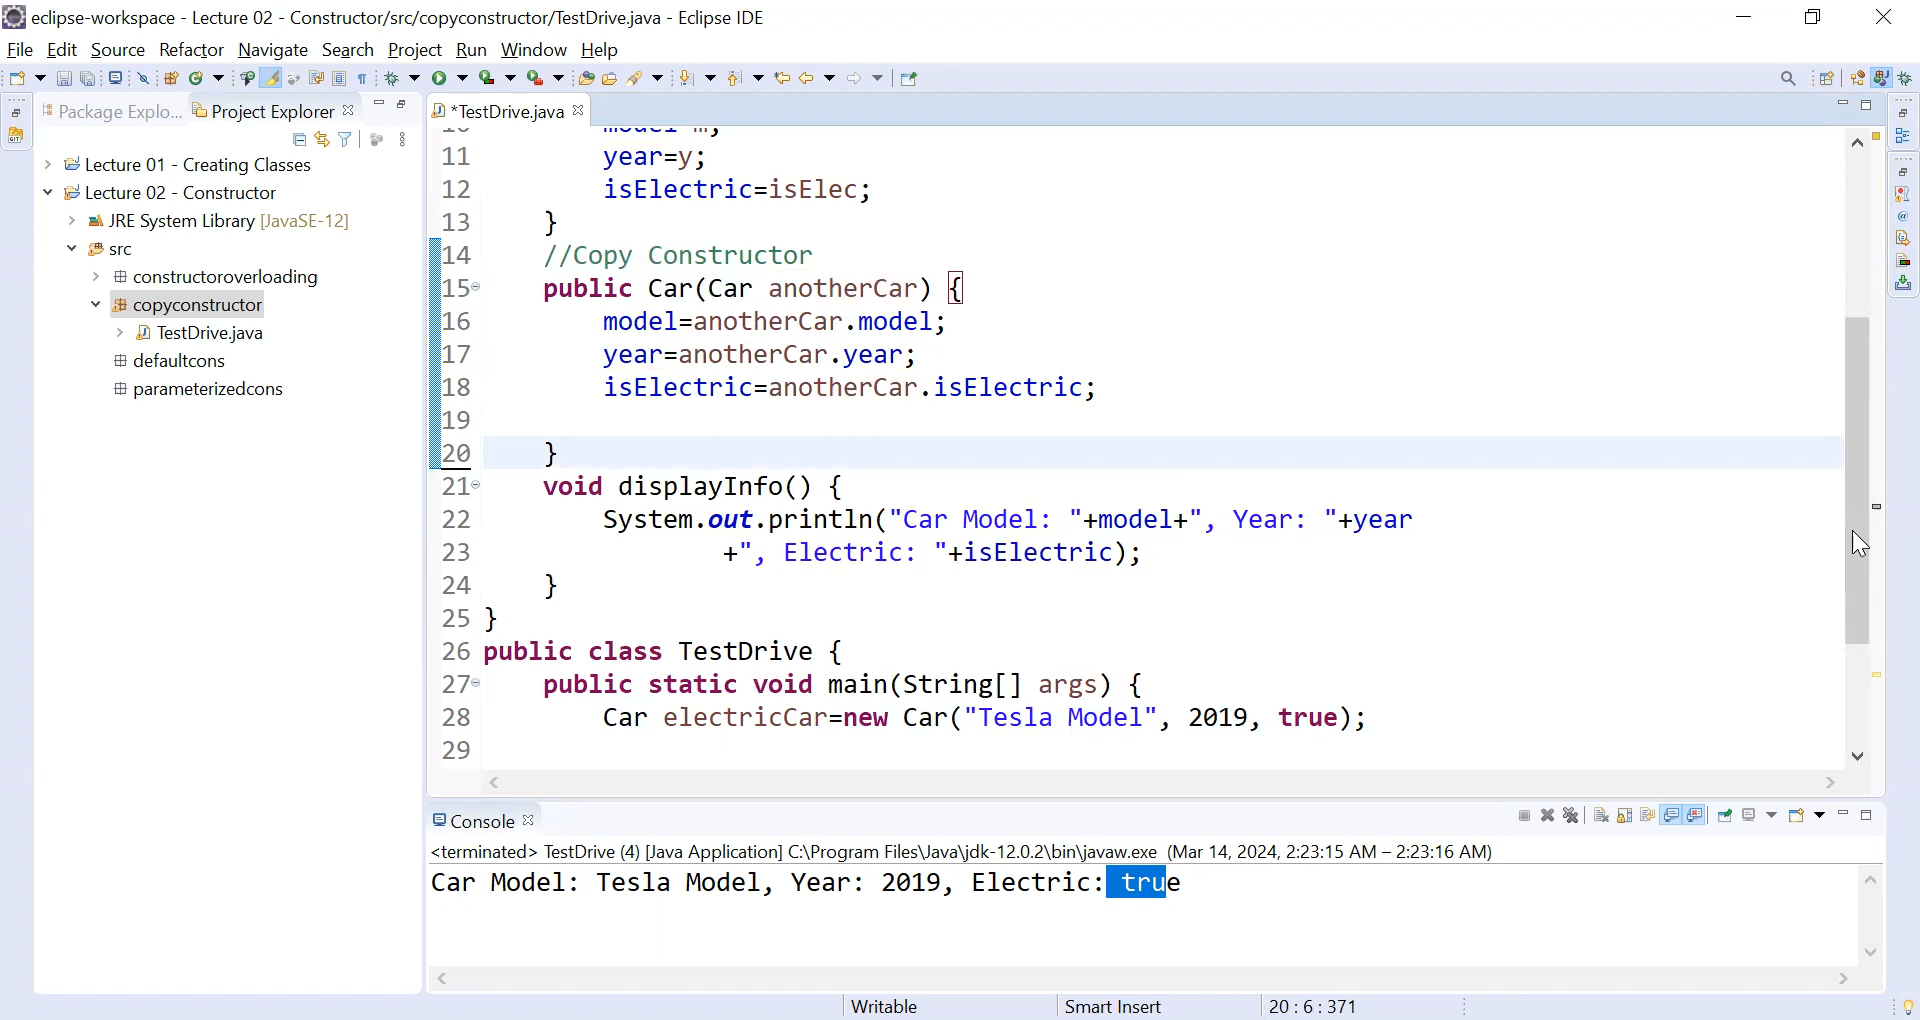 eclipse-workspace - Lecture 02 - Constructor/src/copyconstructor/TestDrive.java - Eclipse IDE
File Edit Source Refactor Navigate Search Project Run Window Help
Package Explo... Project Explorer
*TestDrive.java
Lecture 01 - Creating Classes
Lecture 02 - Constructor
JRE System Library [JavaSE-12]
src
constructoroverloading
copyconstructor
TestDrive.java
defaultcons
parameterizedcons
11 year=y;
12 isElectric=isElec;
13 }
14 //Copy Constructor
15 public Car(Car anotherCar) {
16 model=anotherCar.model;
17 year=anotherCar.year;
18 isElectric=anotherCar.isElectric;
19
20 }
21 void displayInfo() {
22 System.out.println("Car Model: "+model+", Year: "+year
23 +", Electric: "+isElectric);
24 }
25 }
26 public class TestDrive {
27 public static void main(String[] args) {
28 Car electricCar=new Car("Tesla Model", 2019, true);
29
Console
<terminated> TestDrive (4) [Java Application] C:\Program Files\Java\jdk-12.0.2\bin\javaw.exe (Mar 14, 2024, 2:23:15 AM – 2:23:16 AM)
Car Model: Tesla Model, Year: 2019, Electric: true
Writable Smart Insert 20 : 6 : 371